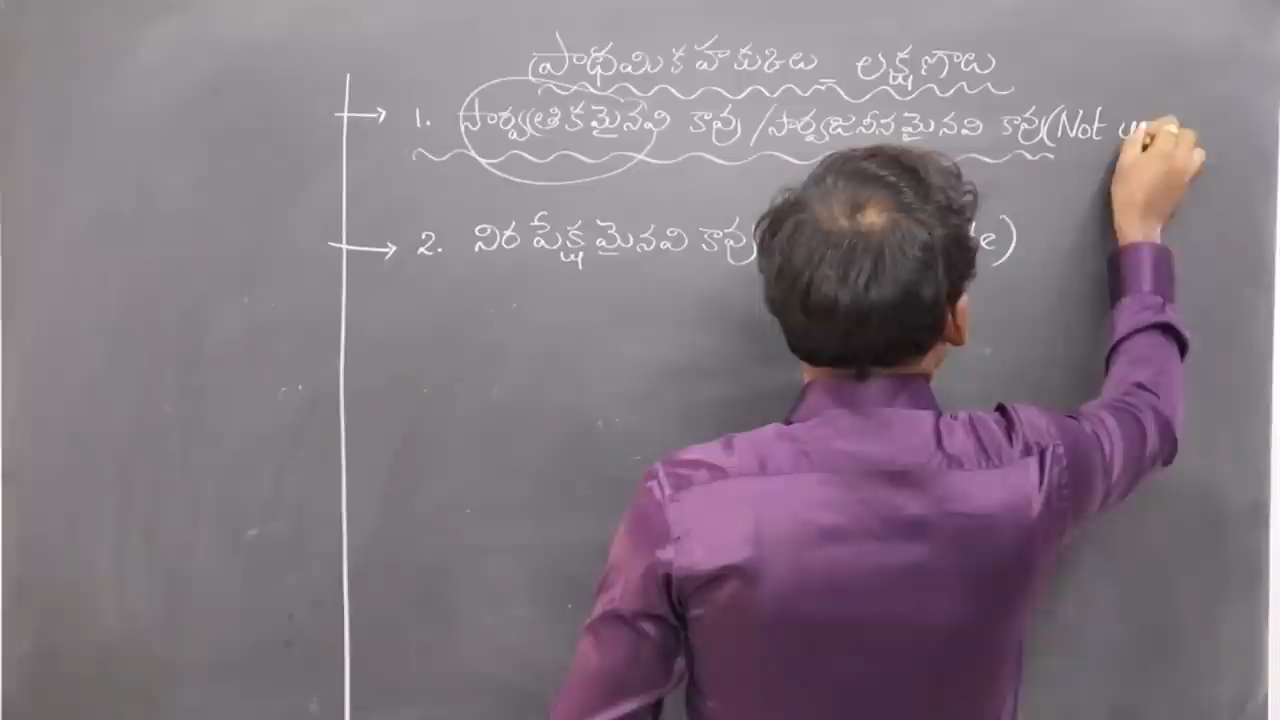 ప్రాథమిక హక్కులు_ లక్షణాలు
1. సార్వత్రికమైనవి కావు /సార్వజనీనమైనవి కావు(Not
2. నిరపేక్షమైనవి కావు e)